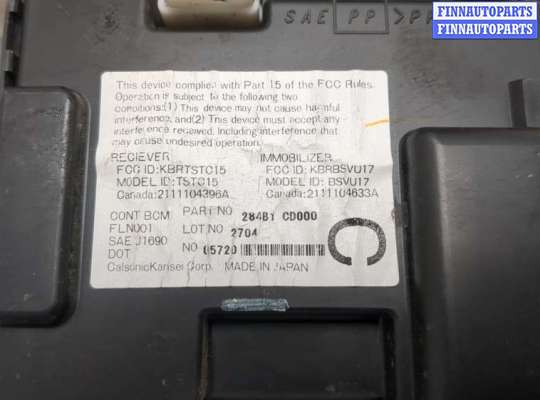 FINNAUTOPARTS
FINNAUTOPARTS
SAE PP >PP
This device complies with Part 15 of the FCC Rules.
Operation is subject to the following two
conditions:(1) This device may not cause harmful
interference, and(2) This device must accept any
interference received, including interference that
may cause undesired operation.
RECIEVER IMMOBILIZER
FCC ID:KBRTSTC15 FCC ID:KBRBSVU17
MODEL ID:TSTC15 MODEL ID:BSVU17
Canada:2111104396A Canada:2111104633A
CONT BCM PART NO 284B1 CD000
FLN001 LOT NO 2704
SAE J1690 NO 05720
DOT
CalsonicKansei Corp. MADE IN JAPAN
C